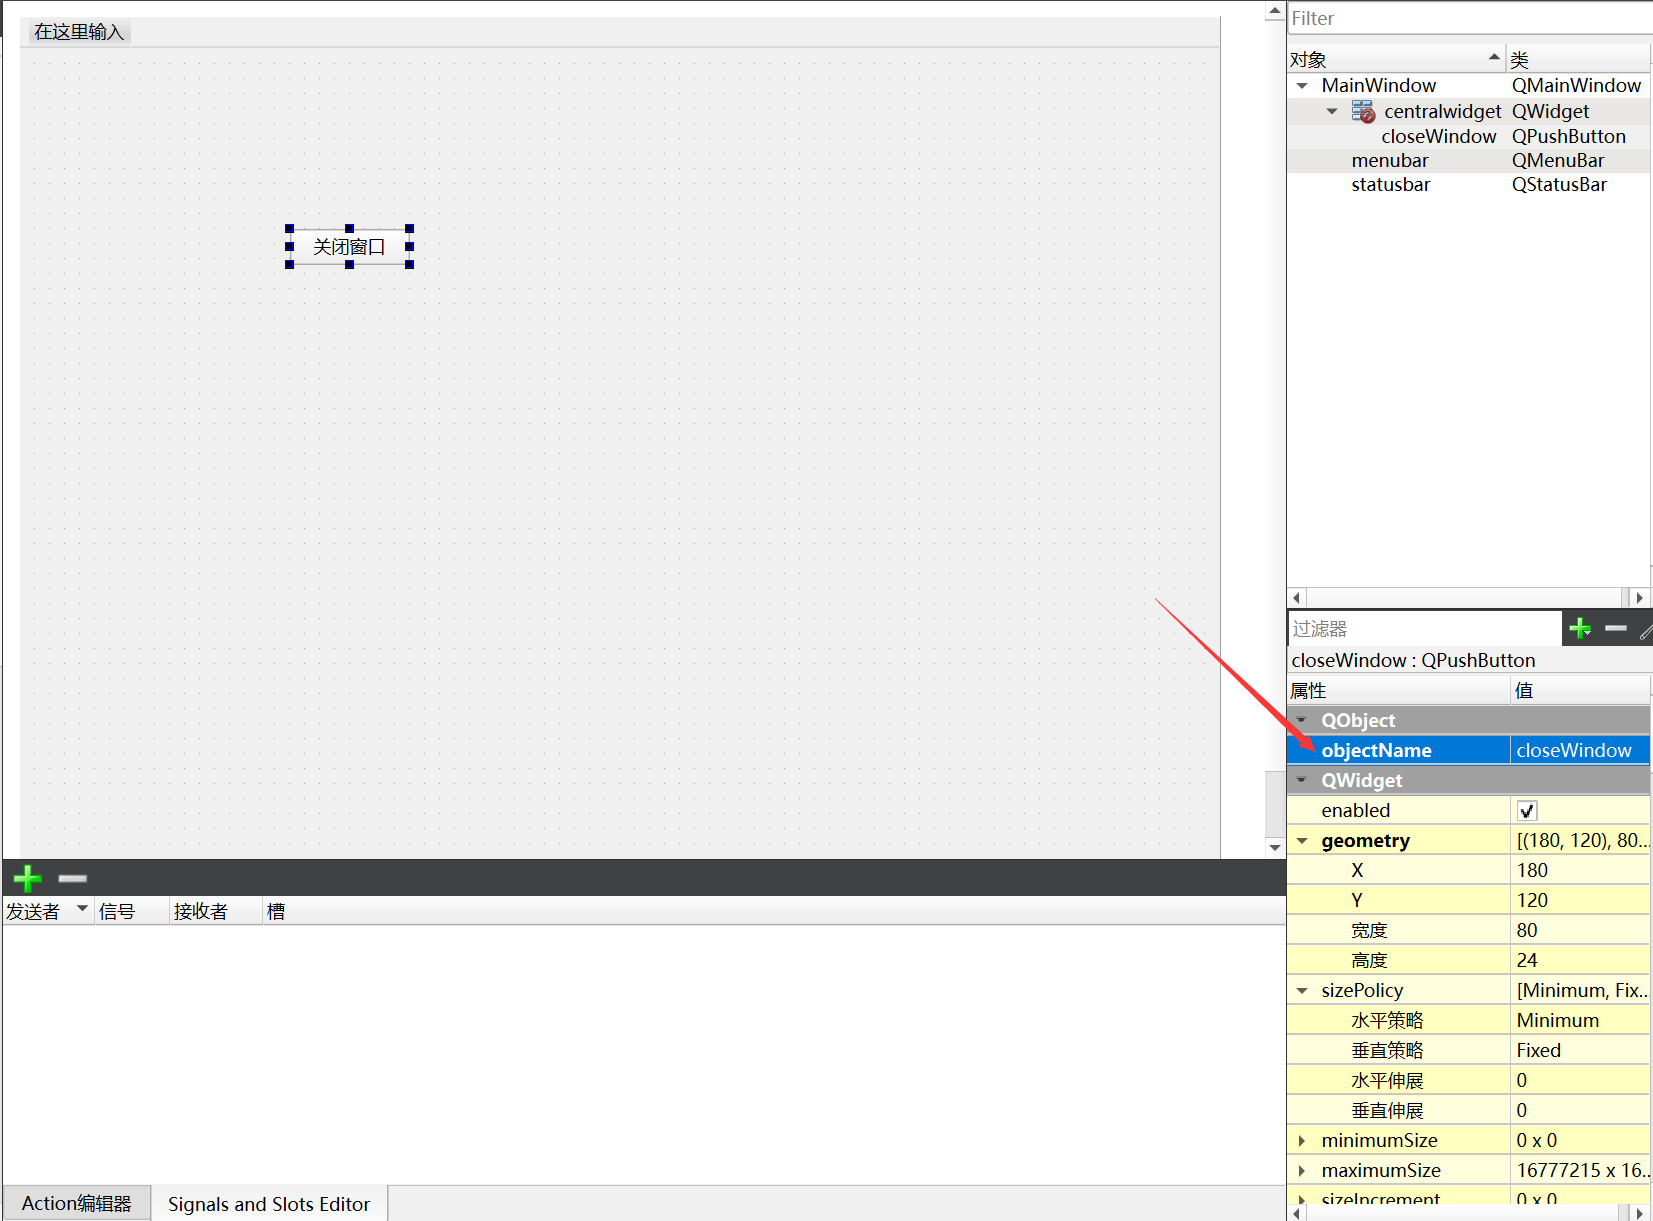 在这里输入
关闭窗口
Filter
对象 类
MainWindow QMainWindow
centralwidget QWidget
closeWindow QPushButton
menubar QMenuBar
statusbar QStatusBar
过滤器
closeWindow : QPushButton
属性 值
QObject
objectName closeWindow
QWidget
enabled
geometry [(180, 120), 80...
X 180
Y 120
宽度 80
高度 24
sizePolicy [Minimum, Fix...
水平策略 Minimum
垂直策略 Fixed
水平伸展 0
垂直伸展 0
minimumSize 0 x 0
maximumSize 16777215 x 16...
sizeIncrement 0 x 0
发送者 信号 接收者 槽
Action编辑器 Signals and Slots Editor